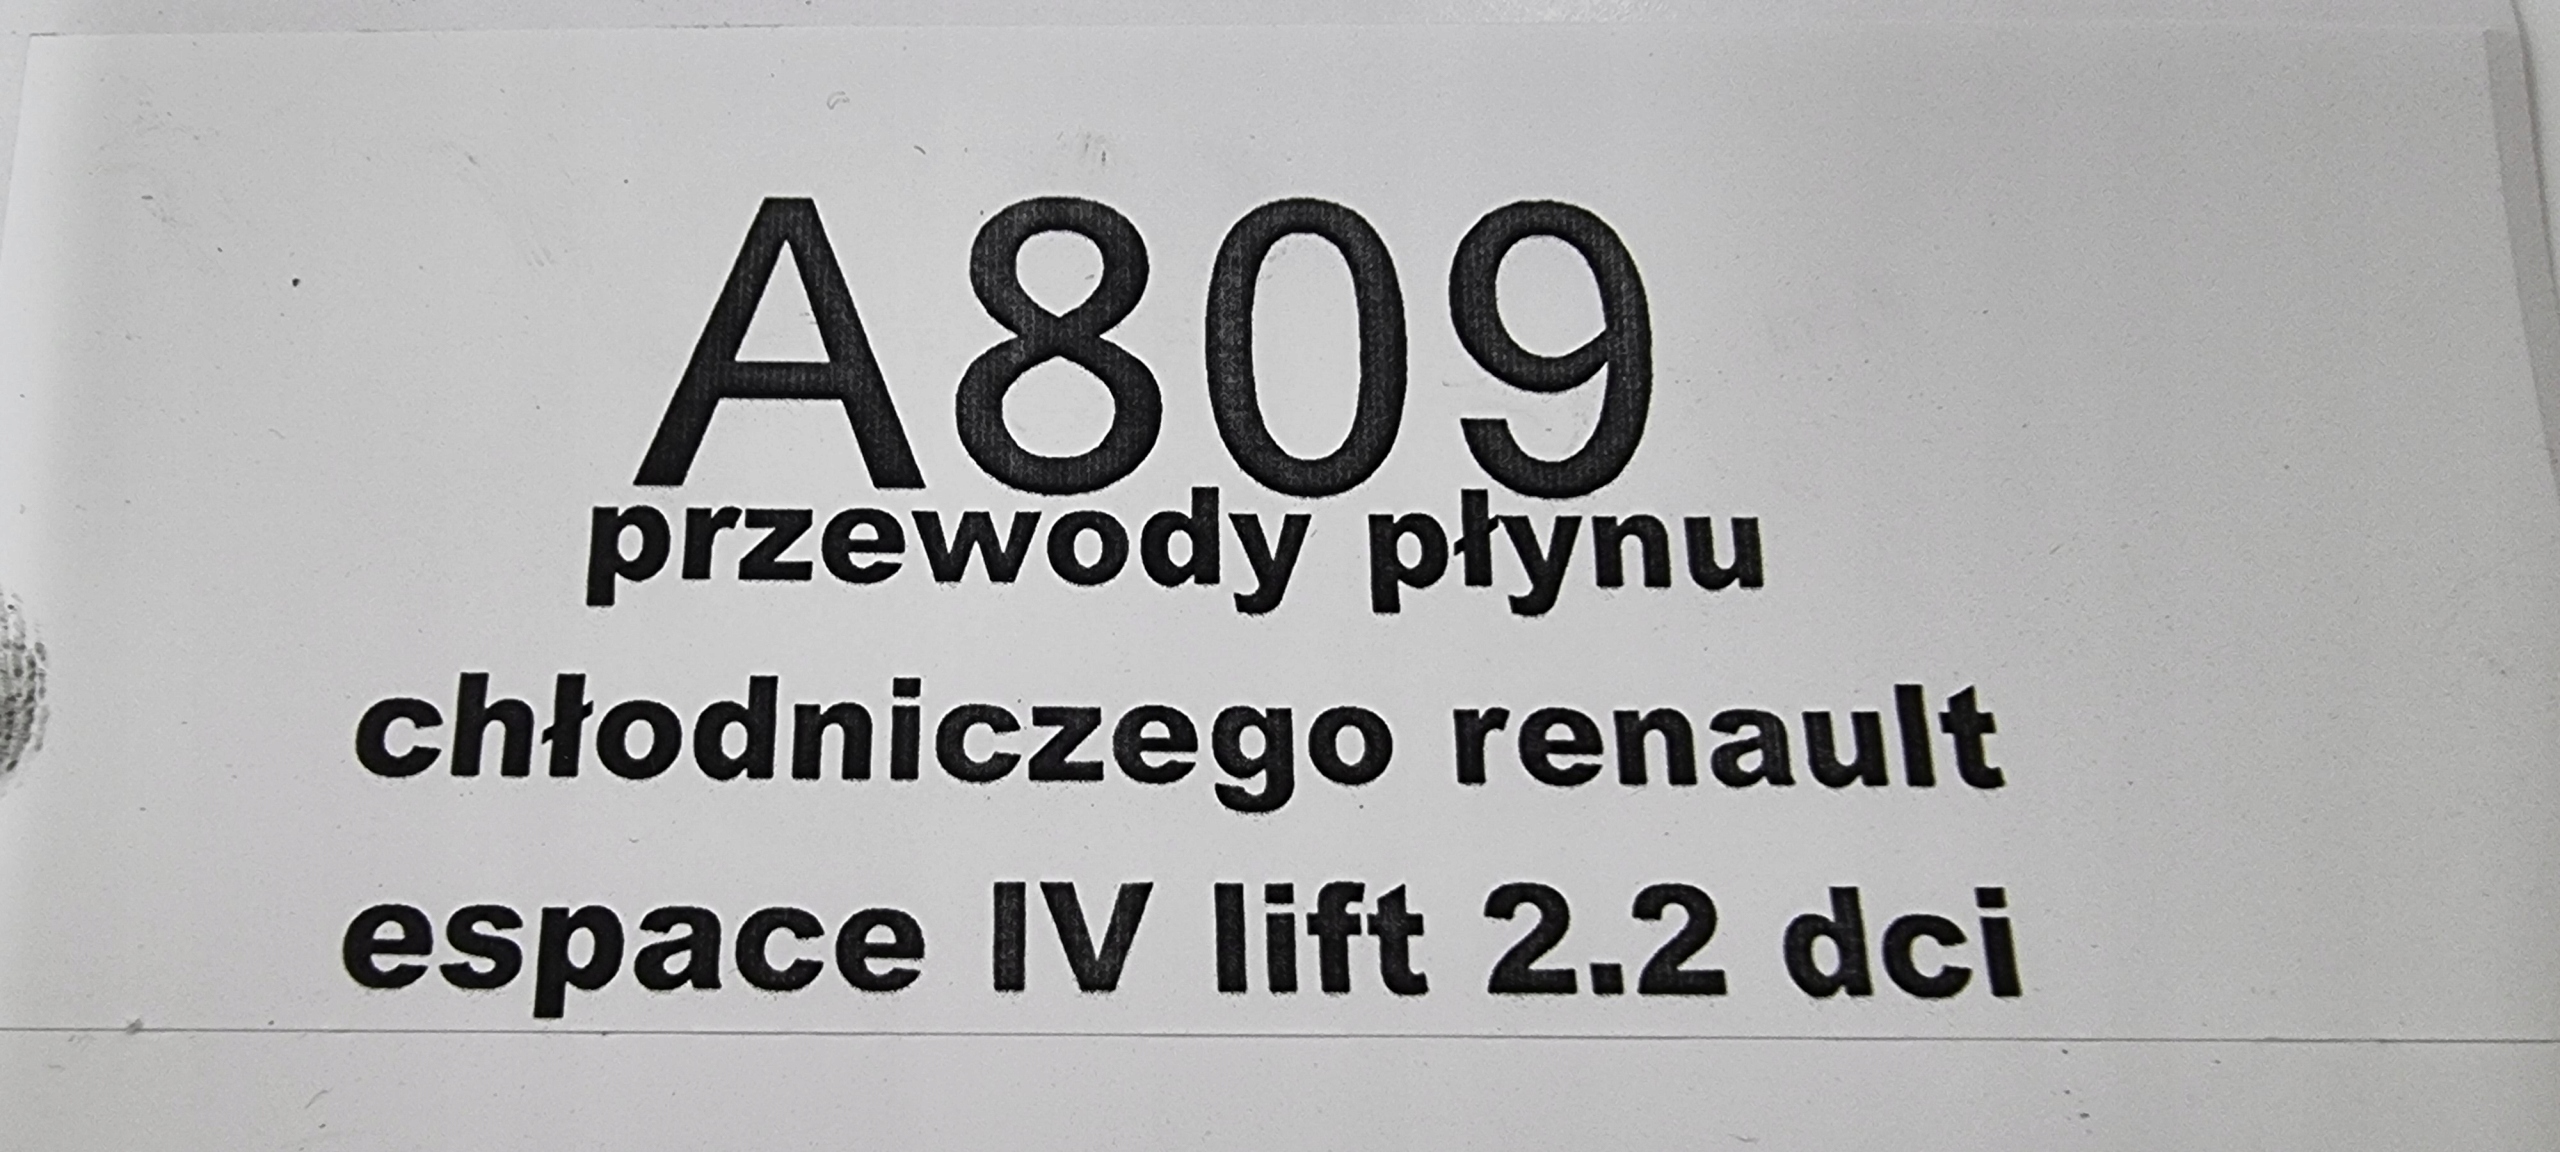 A809
przewody płynu
chłodniczego renault
espace IV lift 2.2 dci